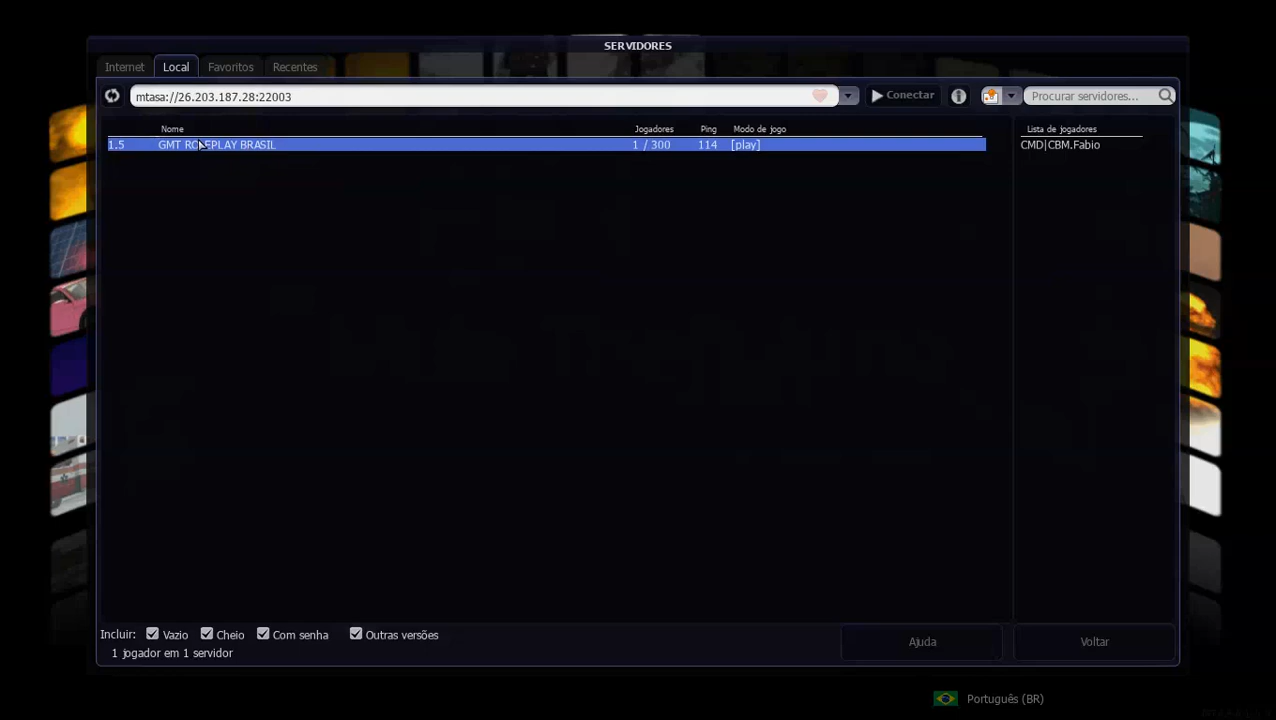 SERVIDORES
Internet Local Favoritos Recentes
mtasa://26.203.187.28:22003 Conectar Procurar servidores...
Nome Jogadores Ping Modo de jogo Lista de jogadores
1.5 GMT ROLEPLAY BRASIL 1 / 300 114 [play] CMD|CBM.Fabio
Incluir: Vazio Cheio Com senha Outras versões
Ajuda Voltar
1 jogador em 1 servidor
Português (BR)